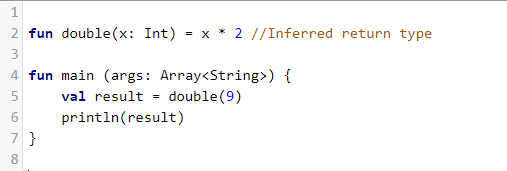 1
2 fun double(x: Int) = x * 2 //Inferred return type
3
4 fun main (args: Array<String>) {
5     val result = double(9)
6     println(result)
7 }
8